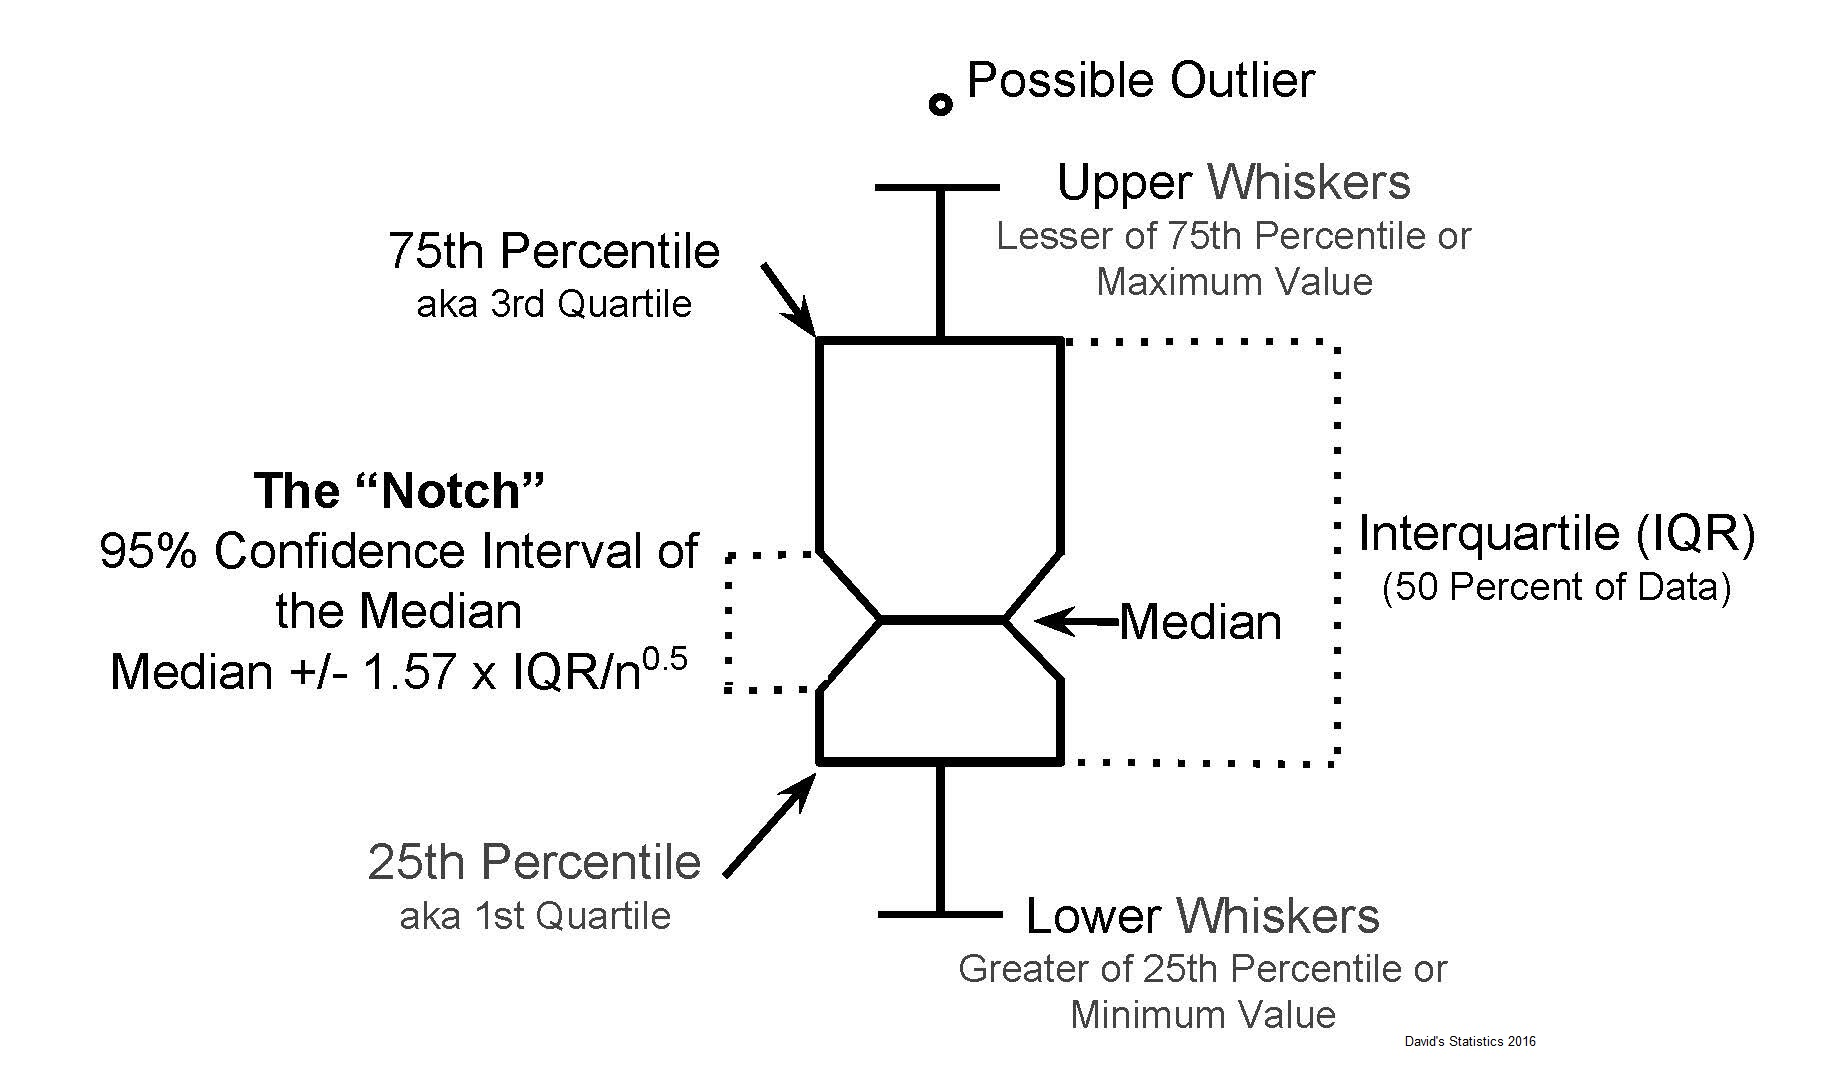 Possible Outlier
Upper Whiskers
Lesser of 75th Percentile or
Maximum Value
75th Percentile
aka 3rd Quartile
The “Notch”
95% Confidence Interval of
the Median
Median +/- 1.57 x IQR/n^0.5
Interquartile (IQR)
(50 Percent of Data)
Median
25th Percentile
aka 1st Quartile
Lower Whiskers
Greater of 25th Percentile or
Minimum Value
David's Statistics 2016